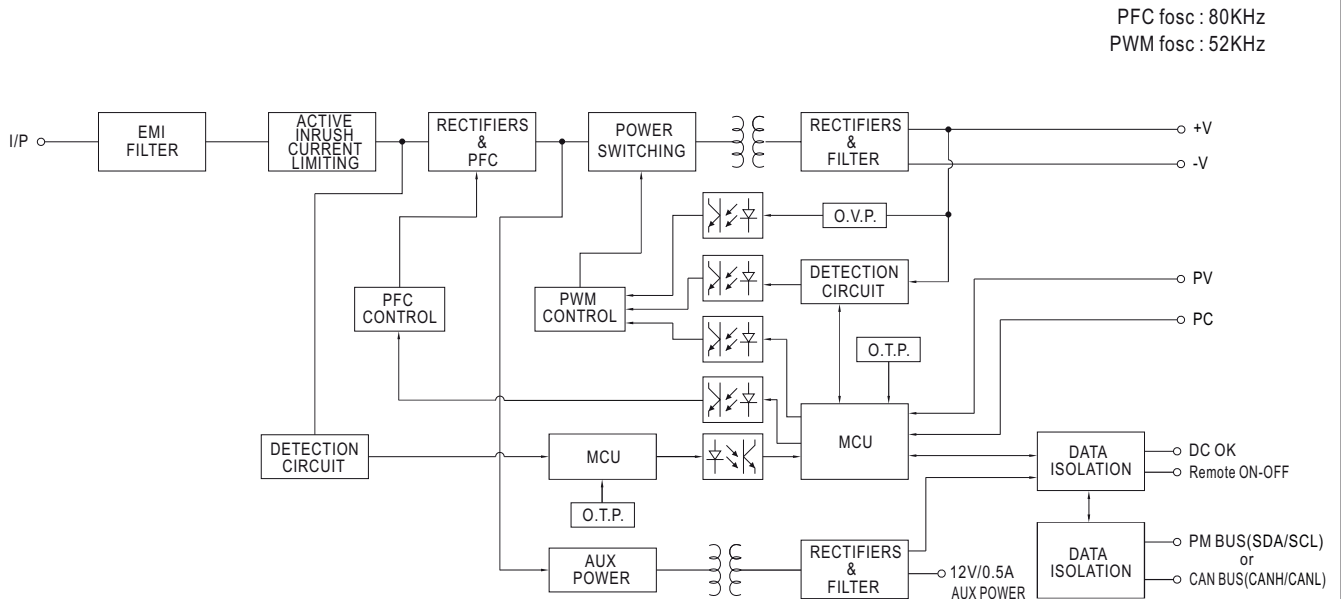 PFC fosc : 80KHz
PWM fosc : 52KHz
I/P
EMI
FILTER
ACTIVE
INRUSH
CURRENT
LIMITING
RECTIFIERS
&
PFC
POWER
SWITCHING
RECTIFIERS
&
FILTER
+V
-V
O.V.P.
DETECTION
CIRCUIT
PFC
CONTROL
PWM
CONTROL
PV
PC
O.T.P.
MCU
DETECTION
CIRCUIT
MCU
O.T.P.
DATA
ISOLATION
DC OK
Remote ON-OFF
AUX
POWER
RECTIFIERS
&
FILTER
12V/0.5A
AUX POWER
DATA
ISOLATION
PM BUS(SDA/SCL)
or
CAN BUS(CANH/CANL)